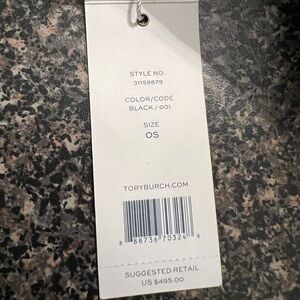 STYLE NO.
31159879
COLOR/CODE
BLACK / 001
SIZE
OS
TORYBURCH.COM
8 88736 70324 8
SUGGESTED RETAIL
US $495.00